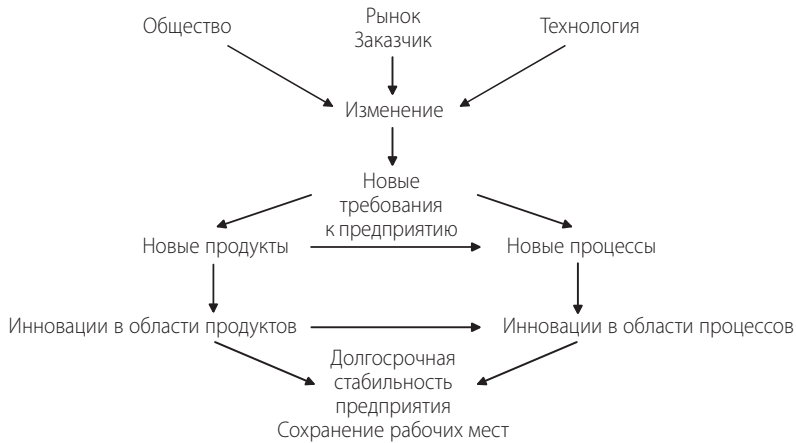 Общество
Рынок
Заказчик
Технология
Изменение
Новые
требования
к предприятию
Новые продукты
Новые процессы
Инновации в области продуктов
Инновации в области процессов
Долгосрочная
стабильность
предприятия
Сохранение рабочих мест